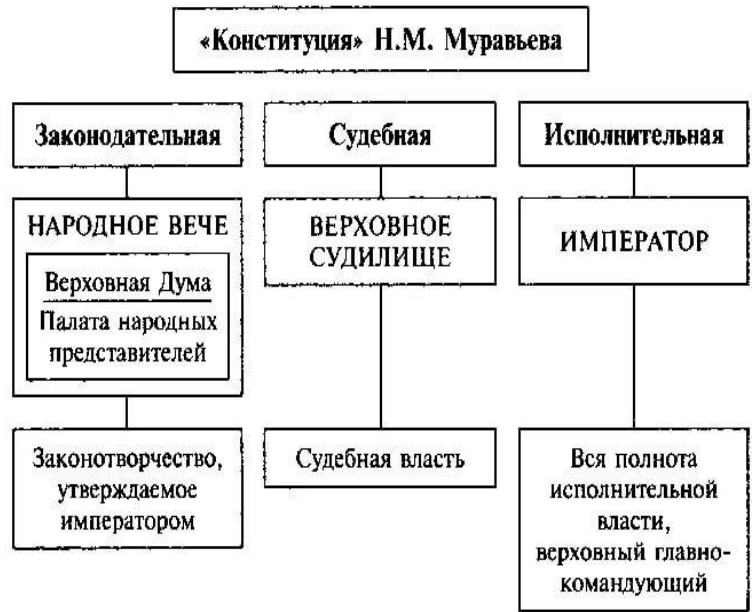 «Конституция» Н.М. Муравьева
Законодательная
НАРОДНОЕ ВЕЧЕ
Верховная Дума
Палата народных
представителей
Законотворчество,
утверждаемое
императором
Судебная
ВЕРХОВНОЕ
СУДИЛИЩЕ
Судебная власть
Исполнительная
ИМПЕРАТОР
Вся полнота
исполнительной
власти,
верховный главно-
командующий